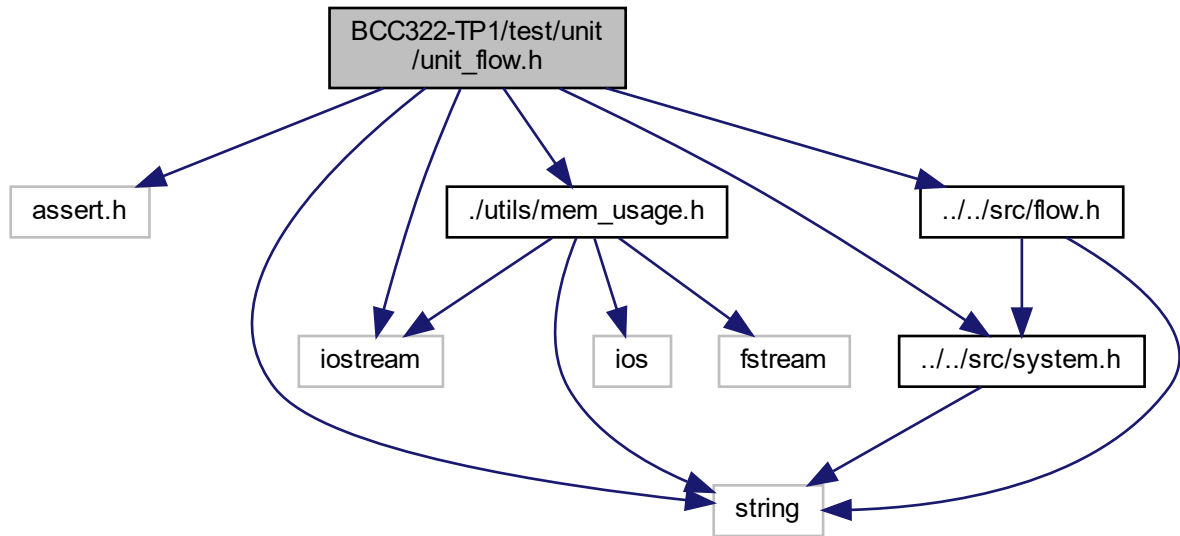 BCC322-TP1/test/unit
/unit_flow.h
assert.h
./utils/mem_usage.h
../../src/flow.h
iostream
ios
fstream
../../src/system.h
string